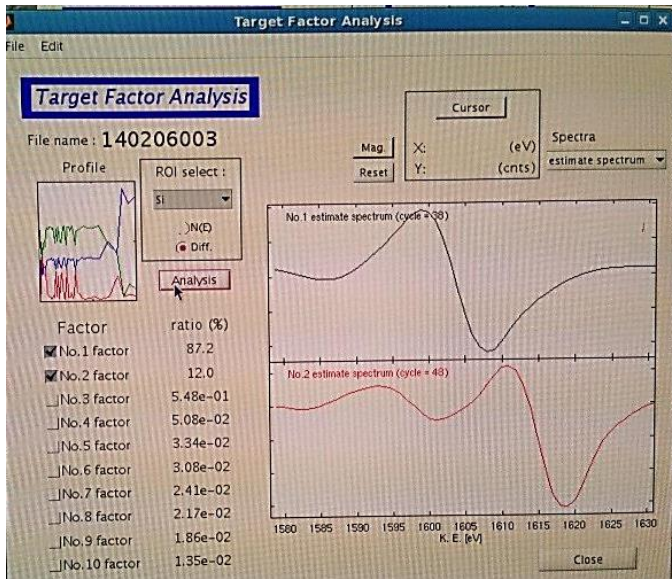 Target Factor Analysis
File Edit
Target Factor Analysis
File name : 140206003
Profile
ROI select :
Si
N(E)
Diff.
Analysis
Mag.
Reset
Cursor
X: (eV)
Y: (cnts)
Spectra
estimate spectrum
Factor ratio (%)
No.1 factor 87.2
No.2 factor 12.0
No.3 factor 5.48e-01
No.4 factor 5.08e-02
No.5 factor 3.34e-02
No.6 factor 3.08e-02
No.7 factor 2.41e-02
No.8 factor 2.17e-02
No.9 factor 1.86e-02
No.10 factor 1.35e-02
No.1 estimate spectrum (cycle = 38)
No.2 estimate spectrum (cycle = 48)
1580 1585 1590 1595 1600 1605 1610 1615 1620 1625 1630
K. E. [eV]
Close